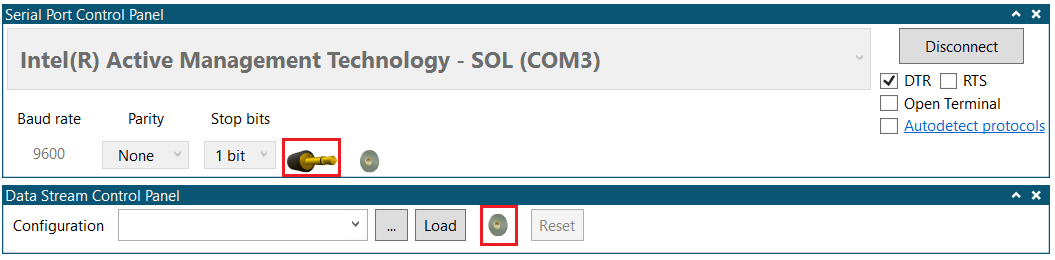 Serial Port Control Panel
Intel(R) Active Management Technology - SOL (COM3)
Disconnect
DTR RTS
Open Terminal
Autodetect protocols
Baud rate Parity Stop bits
9600 None 1 bit
Data Stream Control Panel
Configuration ... Load Reset